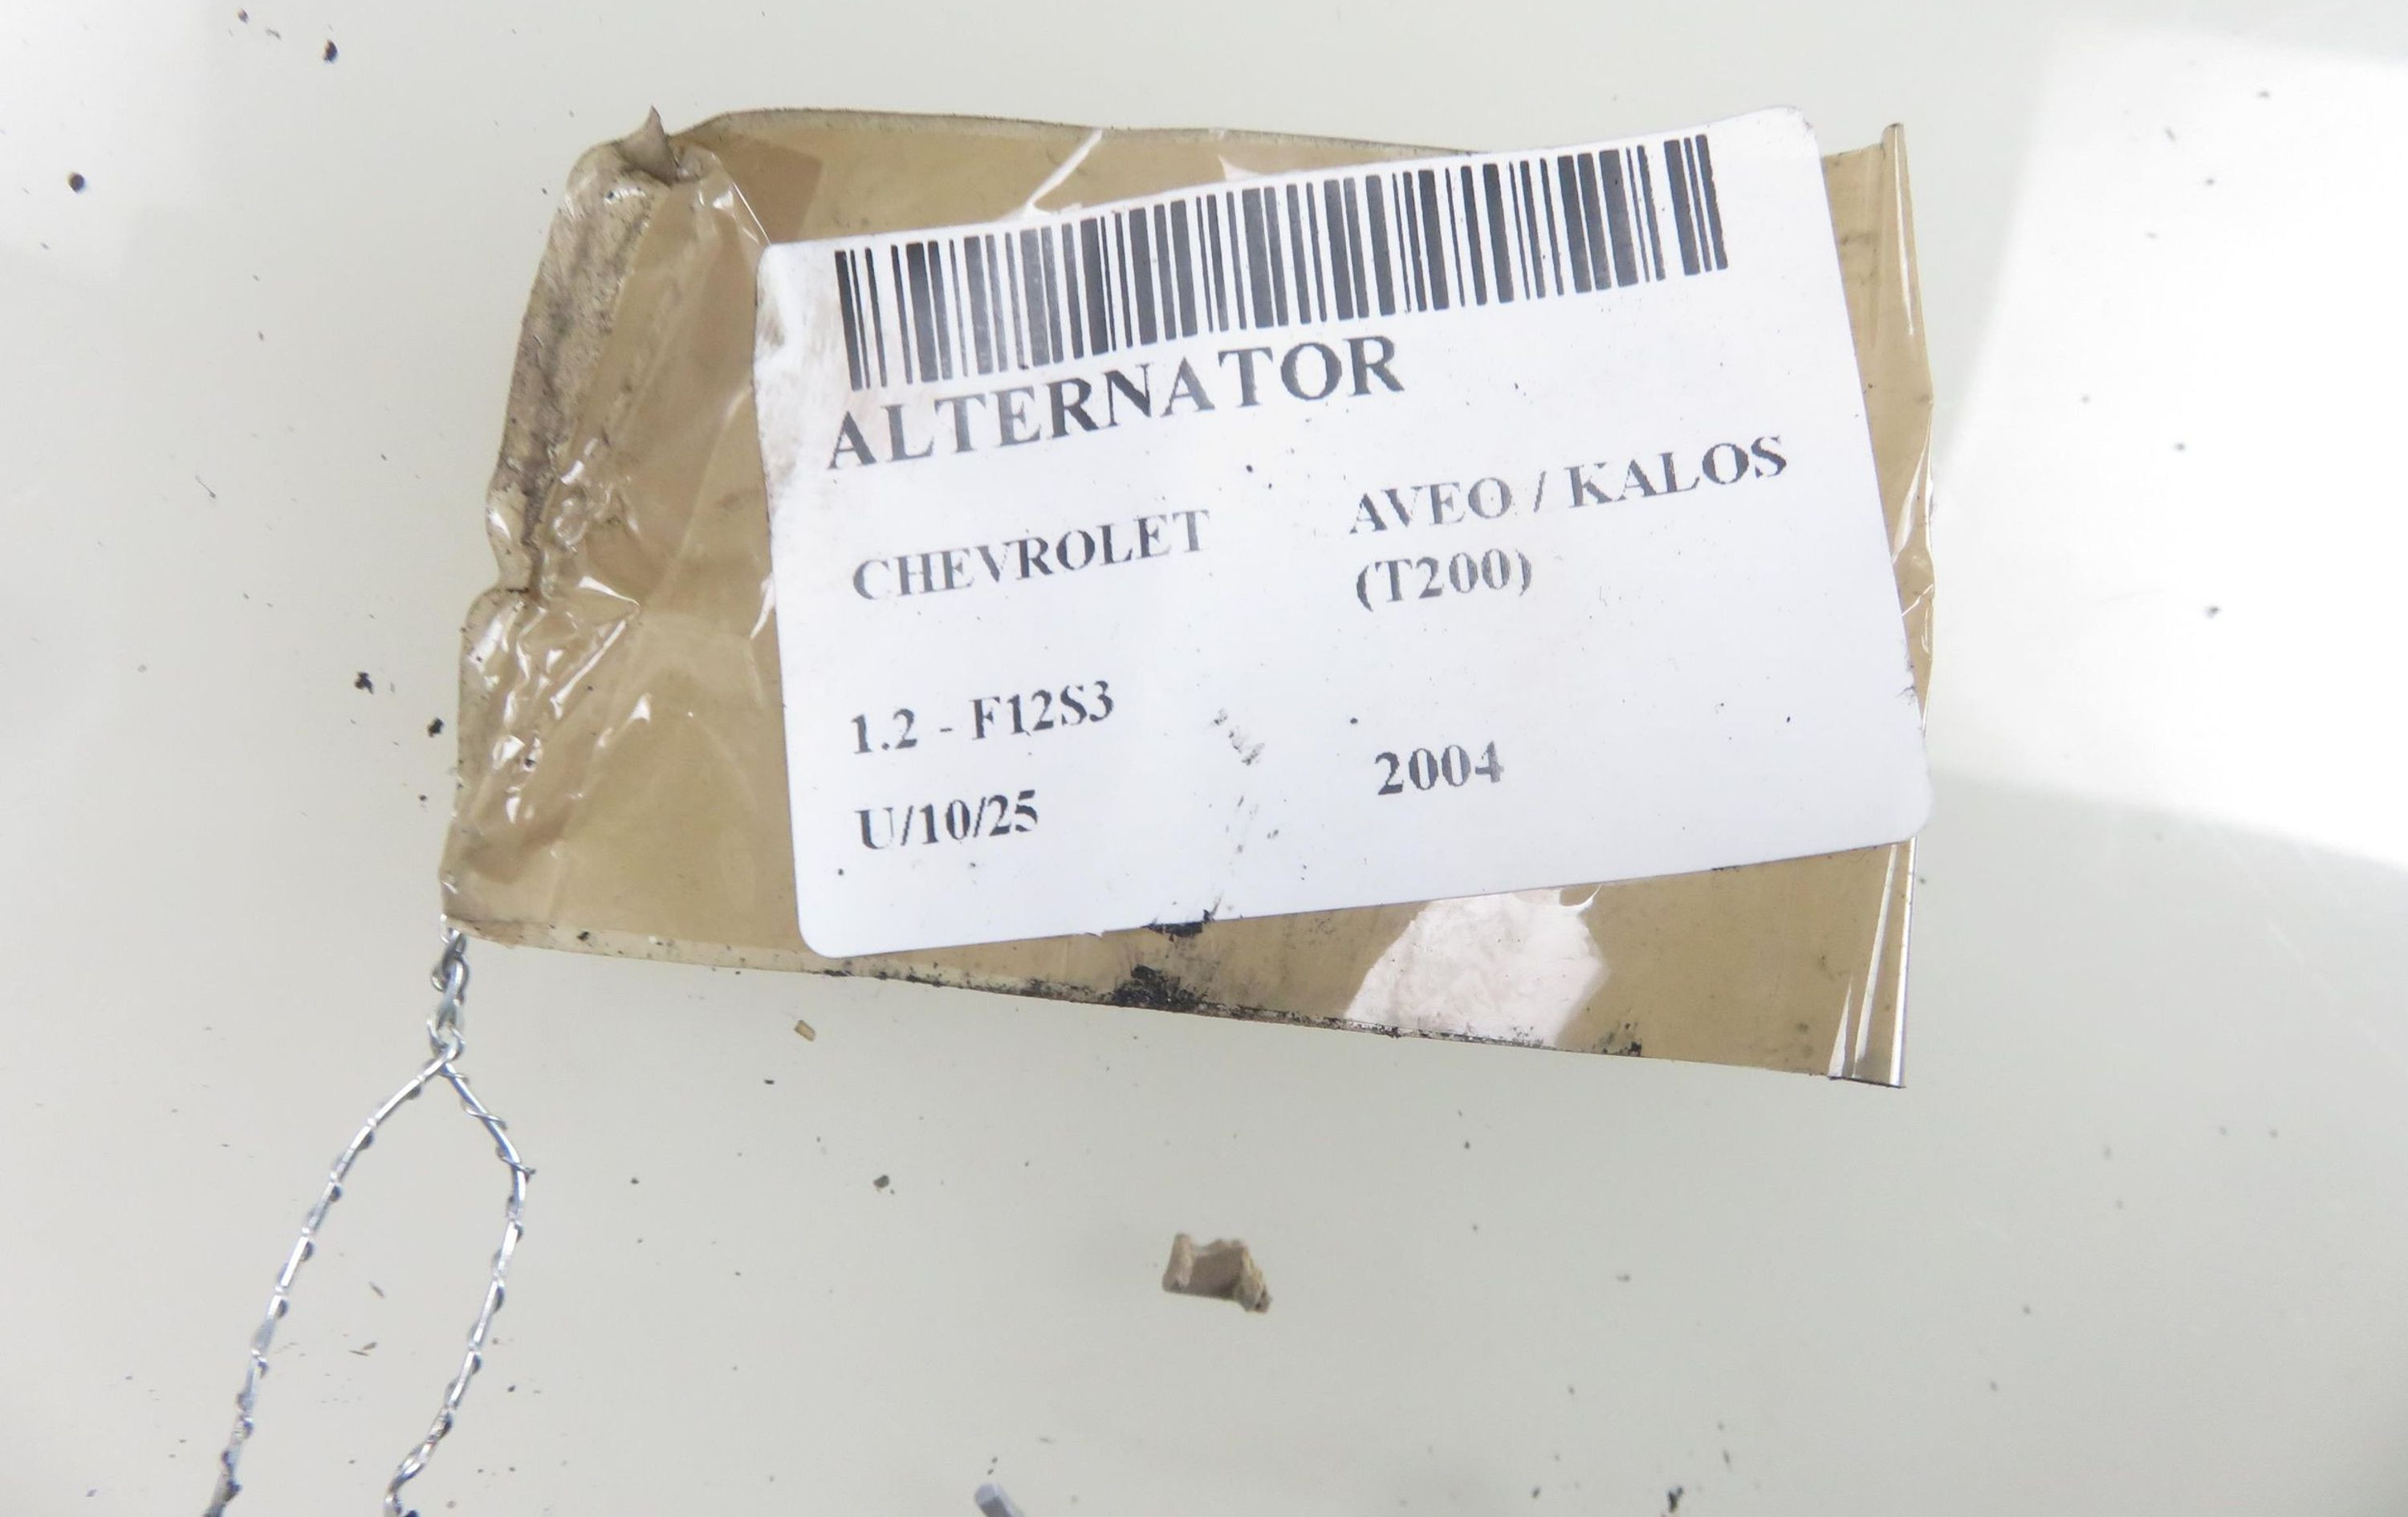 ALTERNATOR
CHEVROLET
AVEO / KALOS
(T200)
1.2 - F12S3
2004
U/10/25